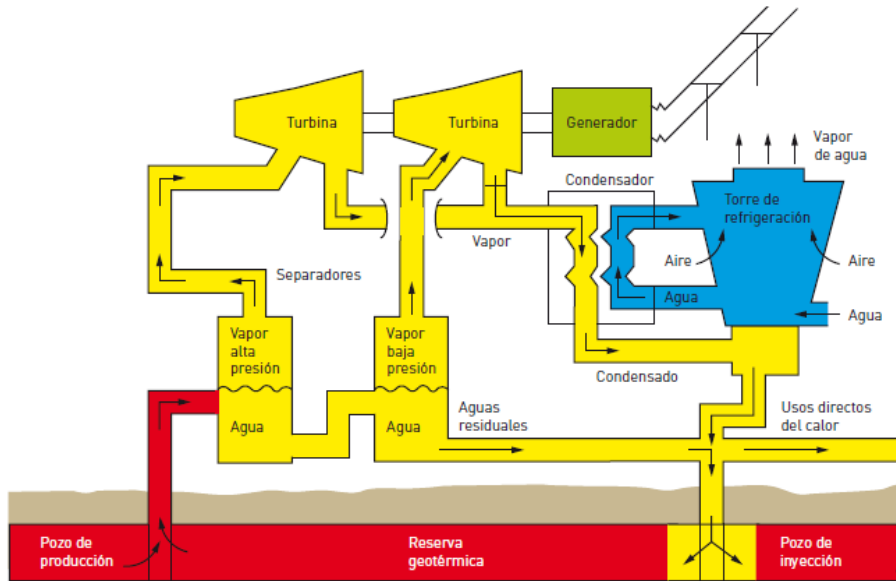 Turbina
Turbina
Generador
Vapor
de agua
Condensador
Torre de
refrigeración
Vapor
Aire
Aire
Separadores
Agua
Agua
Vapor
alta
presión
Vapor
baja
presión
Condensado
Agua
Agua
Aguas
residuales
Usos directos
del calor
Pozo de
producción
Reserva
geotérmica
Pozo de
inyección